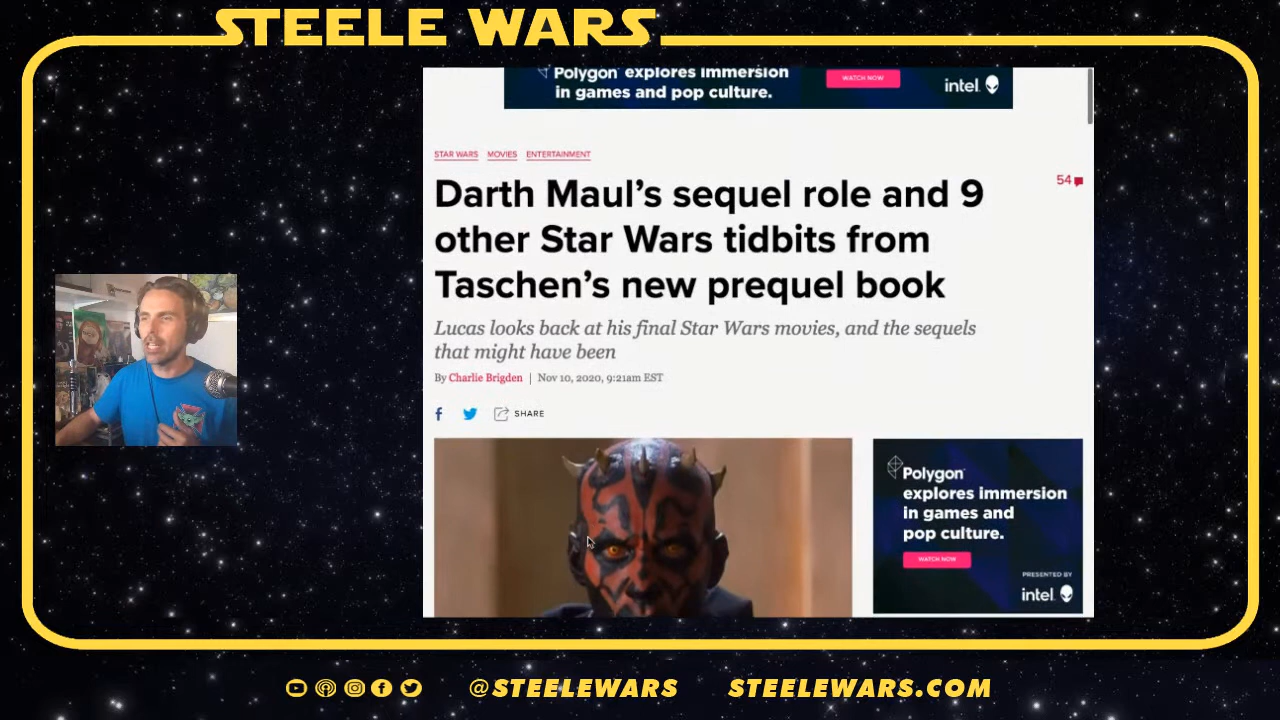 STEELE WARS
Polygon explores immersion
in games and pop culture.
WATCH NOW
intel
STAR WARS MOVIES ENTERTAINMENT
54
Darth Maul’s sequel role and 9
other Star Wars tidbits from
Taschen’s new prequel book
Lucas looks back at his final Star Wars movies, and the sequels
that might have been
By Charlie Brigden | Nov 10, 2020, 9:21am EST
f SHARE
Polygon
explores immersion
in games and
pop culture.
WATCH NOW
PRESENTED BY
intel
@STEELEWARS STEELEWARS.COM